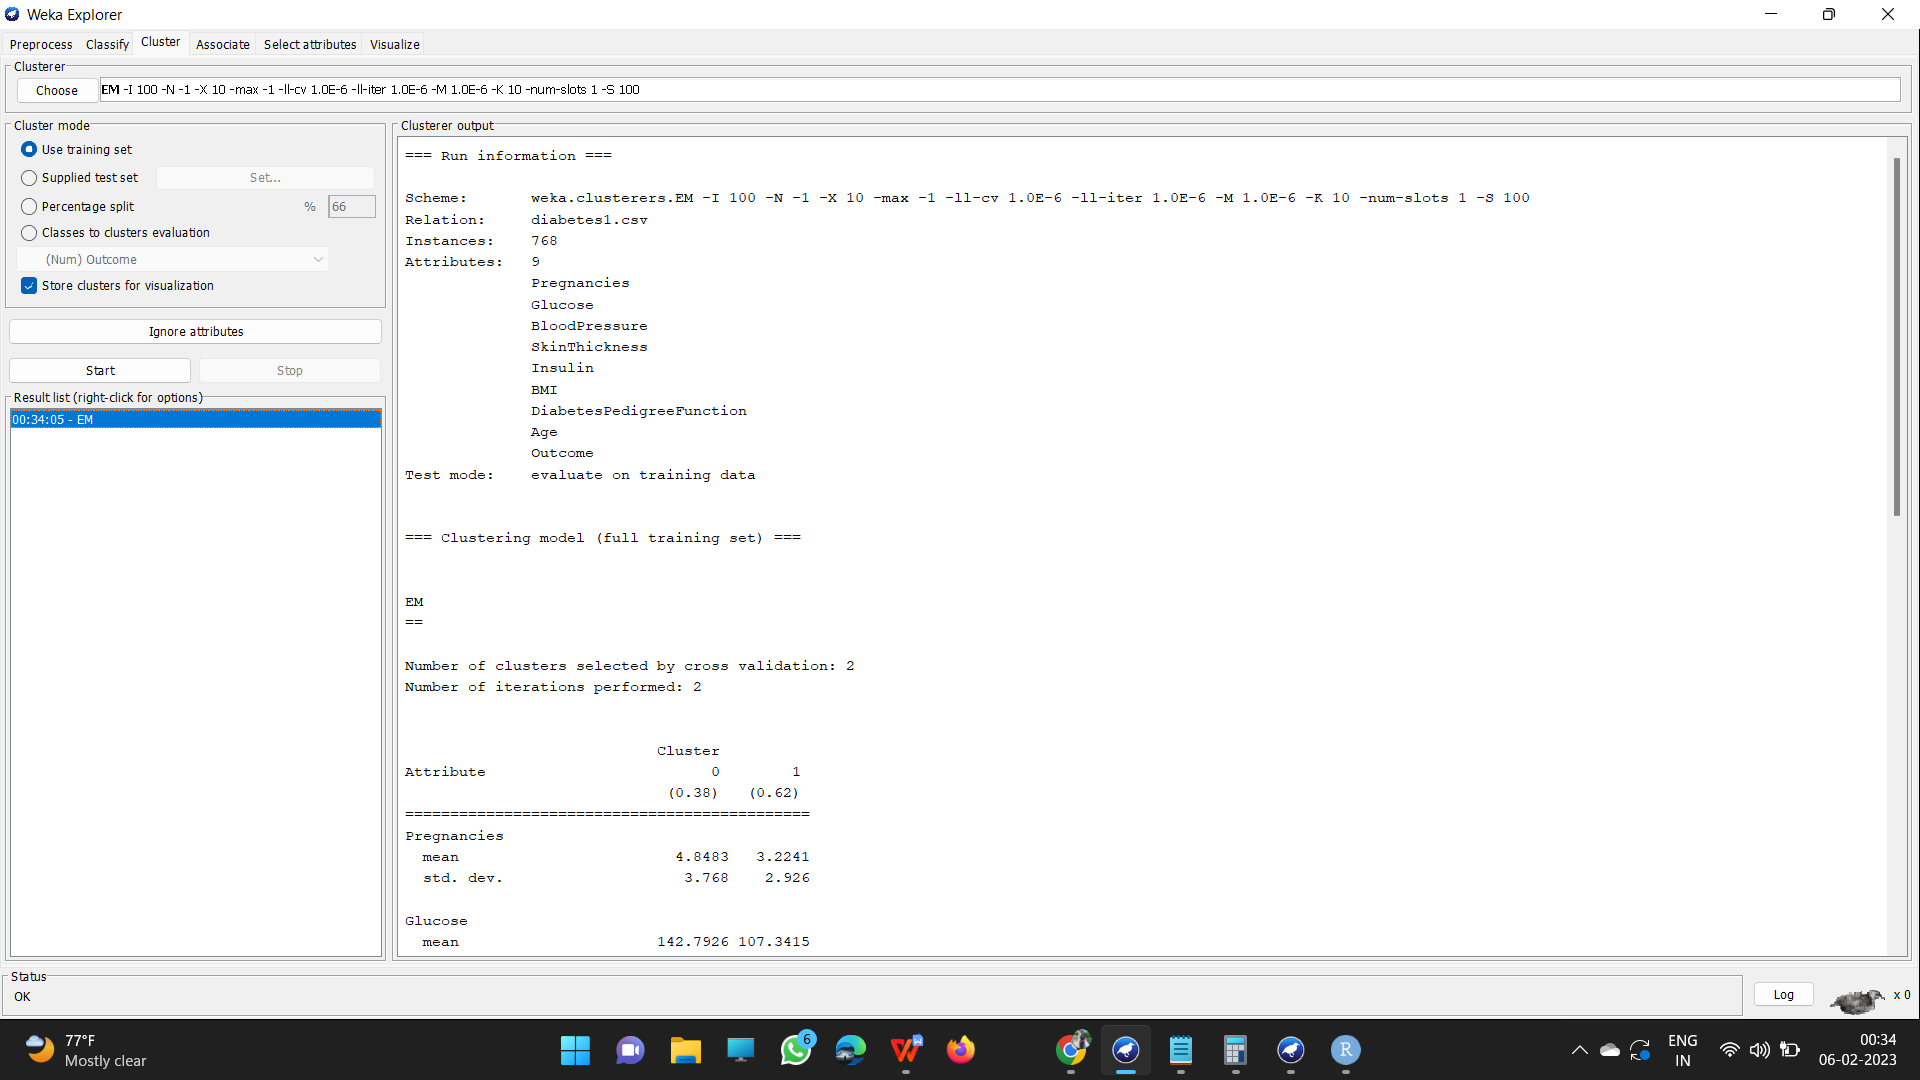 Weka Explorer
Preprocess Classify Cluster Associate Select attributes Visualize
Clusterer
Choose EM -I 100 -N -1 -X 10 -max -1 -ll-cv 1.0E-6 -ll-iter 1.0E-6 -M 1.0E-6 -K 10 -num-slots 1 -S 100
Cluster mode
Use training set
Supplied test set Set...
Percentage split % 66
Classes to clusters evaluation
(Num) Outcome
Store clusters for visualization
Ignore attributes
Start Stop
Result list (right-click for options)
00:34:05 - EM
Clusterer output
=== Run information ===
Scheme: weka.clusterers.EM -I 100 -N -1 -X 10 -max -1 -ll-cv 1.0E-6 -ll-iter 1.0E-6 -M 1.0E-6 -K 10 -num-slots 1 -S 100
Relation: diabetes1.csv
Instances: 768
Attributes: 9
Pregnancies
Glucose
BloodPressure
SkinThickness
Insulin
BMI
DiabetesPedigreeFunction
Age
Outcome
Test mode: evaluate on training data
=== Clustering model (full training set) ===
EM
==
Number of clusters selected by cross validation: 2
Number of iterations performed: 2
Cluster
Attribute 0 1
(0.38) (0.62)
=============================================
Pregnancies
mean 4.8483 3.2241
std. dev. 3.768 2.926
Glucose
mean 142.7926 107.3415
Status
OK
Log x 0
77°F
Mostly clear
6
W
R
ENG
IN
00:34
06-02-2023